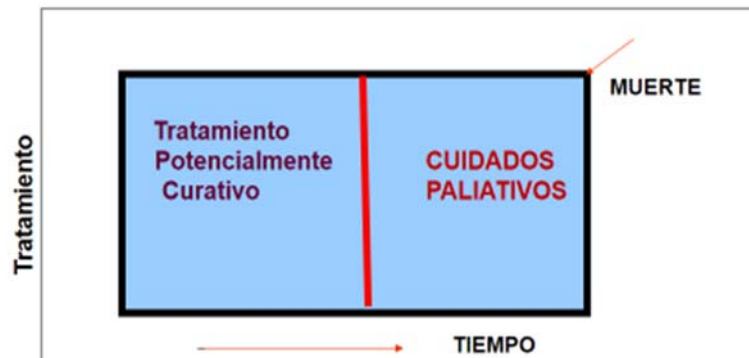 Tratamiento
Tratamiento
Potencialmente
Curativo
CUIDADOS
PALIATIVOS
MUERTE
TIEMPO